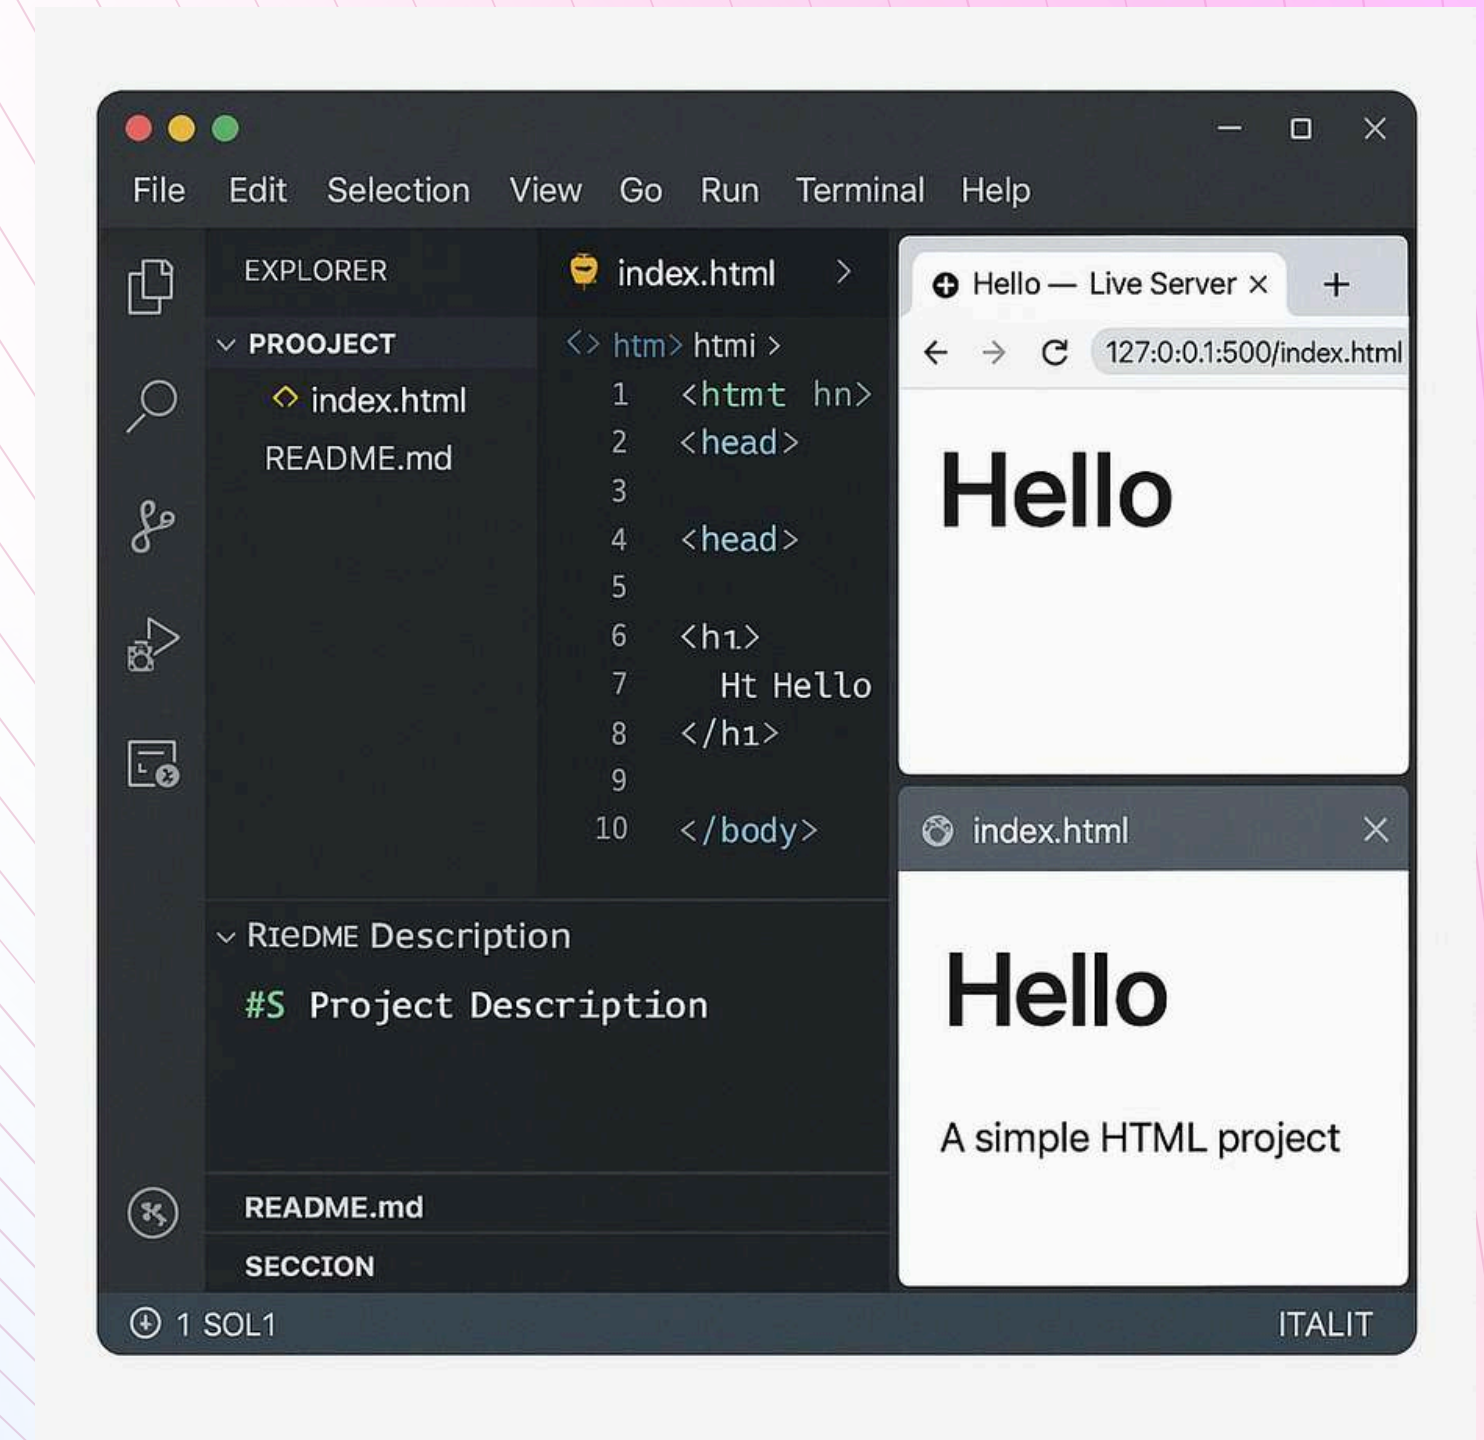 File Edit Selection View Go Run Terminal Help
EXPLORER
PROOJECT
index.html
README.md
index.html >
<> htm> htmi >
1 <htmt hn>
2 <head>
3
4 <head>
5
6 <h1>
7 Ht Hello
8 </h1>
9
10 </body>
RIeDME Description
#S Project Description
README.md
SECCION
Hello — Live Server × +
127:0:0.1:500/index.html
Hello
index.html
Hello
A simple HTML project
1 SOL1
ITALIT